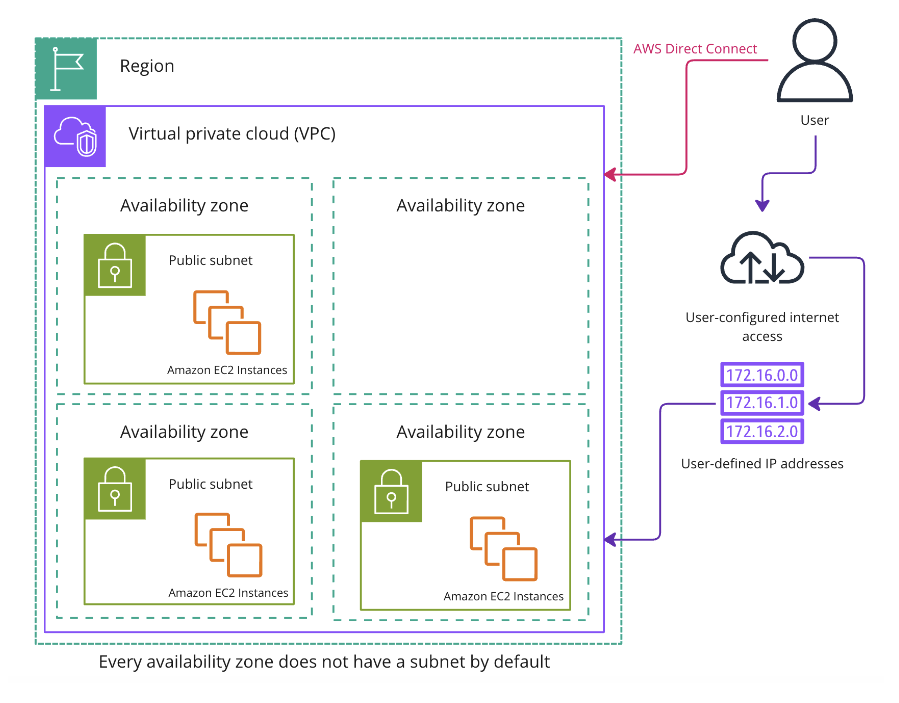 AWS Direct Connect
Region
User
Virtual private cloud (VPC)
Availability zone
Availability zone
Public subnet
Amazon EC2 Instances
User-configured internet
access
172.16.0.0
172.16.1.0
172.16.2.0
User-defined IP addresses
Availability zone
Availability zone
Public subnet
Public subnet
Amazon EC2 Instances
Amazon EC2 Instances
Every availability zone does not have a subnet by default